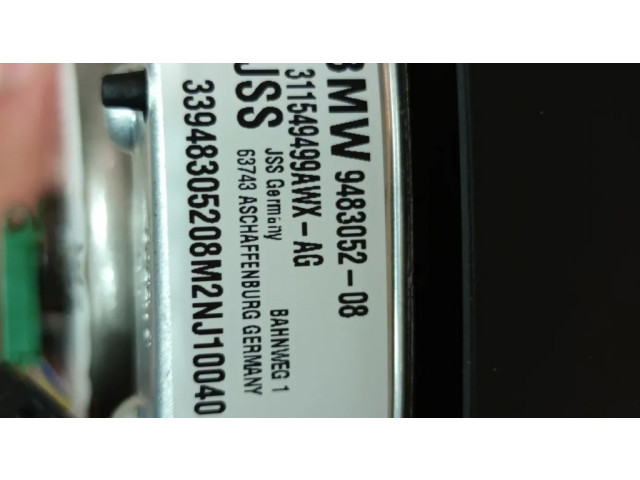 BMW 9483052-08
311549499AWX-AG
JSS JSS Germany BAHNWEG 1
63743 ASCHAFFENBURG GERMANY
33948305208M2NJ10040